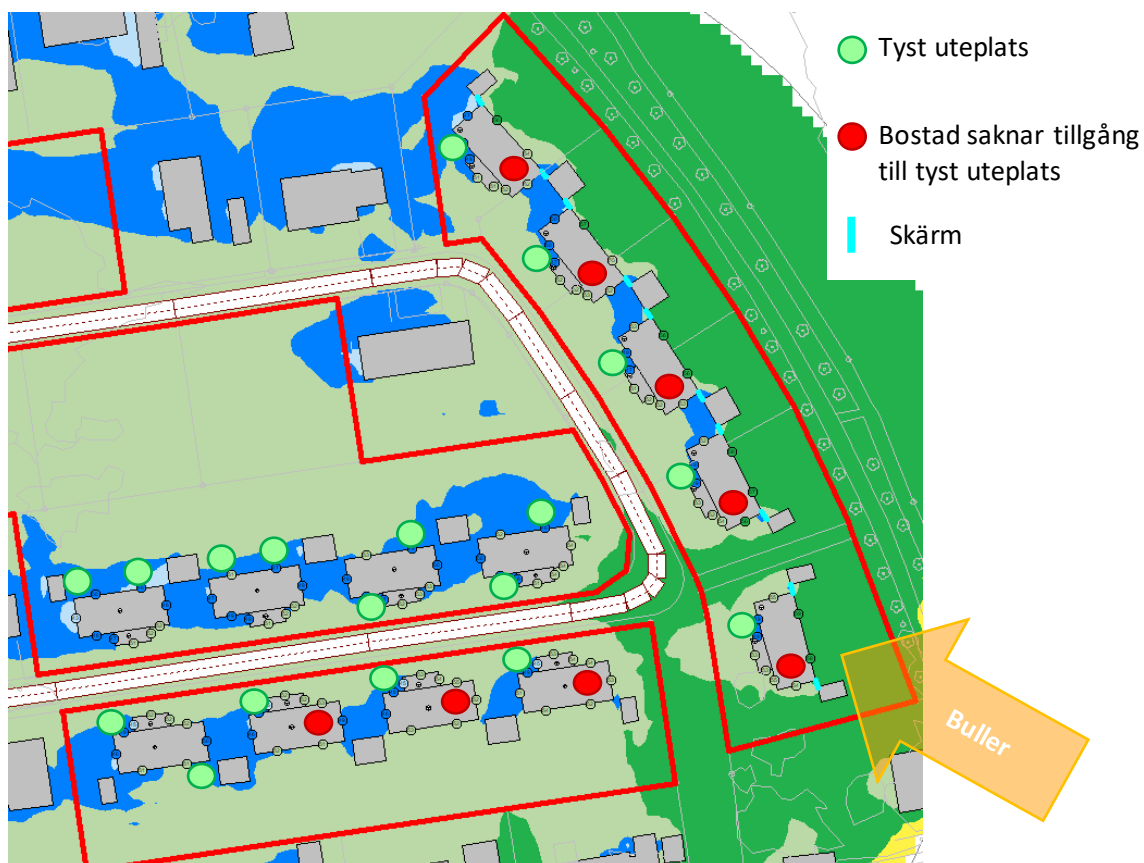 Tyst uteplats
Bostad saknar tillgång
till tyst uteplats
Skärm
Buller